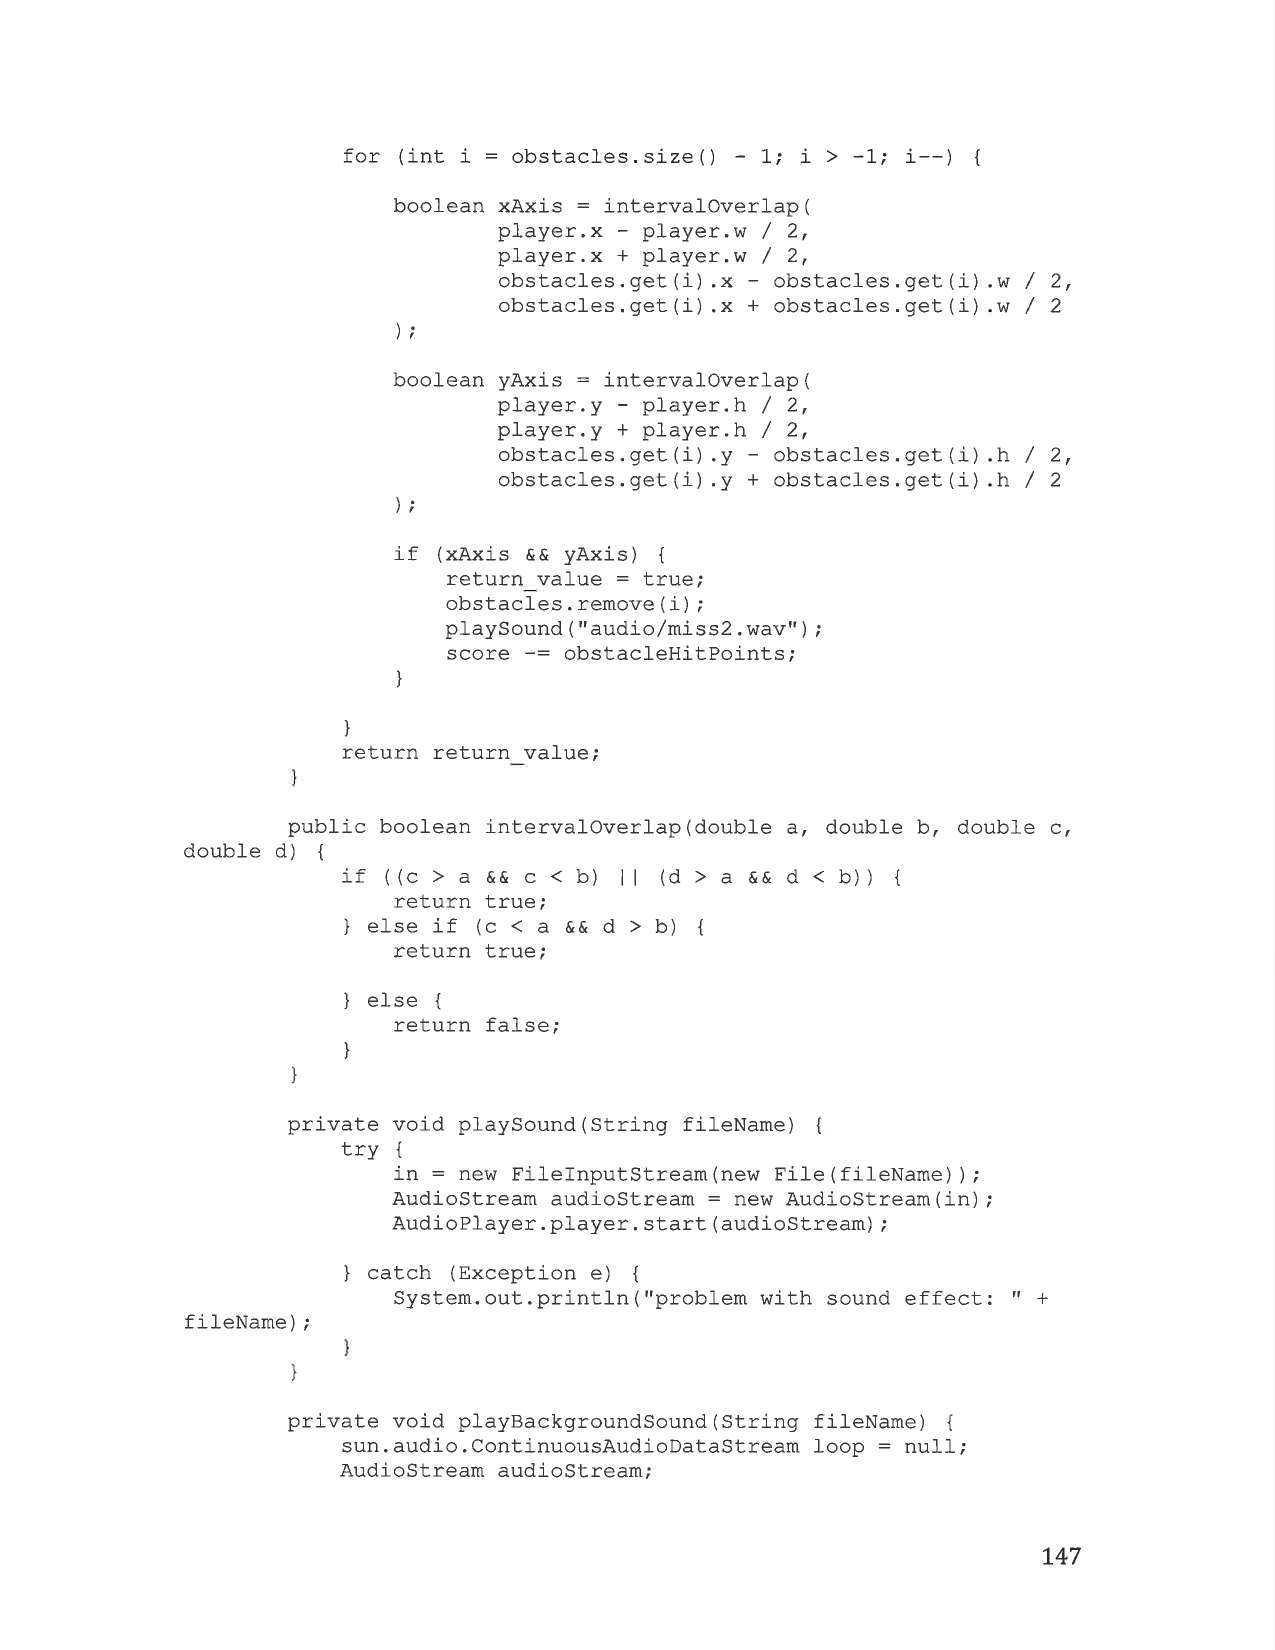 for (int i = obstacles.size() - 1; i > -1; i--) {
boolean xAxis = intervalOverlap(
player.x - player.w / 2,
player.x + player.w / 2,
obstacles.get(i).x - obstacles.get(i).w / 2,
obstacles.get(i).x + obstacles.get(i).w / 2
);
boolean yAxis = intervalOverlap(
player.y - player.h / 2,
player.y + player.h / 2,
obstacles.get(i).y - obstacles.get(i).h / 2,
obstacles.get(i).y + obstacles.get(i).h / 2
);
if (xAxis && yAxis) {
return_value = true;
obstacles.remove(i);
playSound("audio/miss2.wav");
score -= obstacleHitPoints;
}
}
return return_value;
}
public boolean intervalOverlap(double a, double b, double c,
double d) {
if ((c > a && c < b) || (d > a && d < b)) {
return true;
} else if (c < a && d > b) {
return true;
} else {
return false;
}
}
private void playSound(String fileName) {
try {
in = new FileInputStream(new File(fileName));
AudioStream audioStream = new AudioStream(in);
AudioPlayer.player.start(audioStream);
} catch (Exception e) {
System.out.println("problem with sound effect: " +
fileName);
}
}
private void playBackgroundSound(String fileName) {
sun.audio.ContinuousAudioDataStream loop = null;
AudioStream audioStream;
147